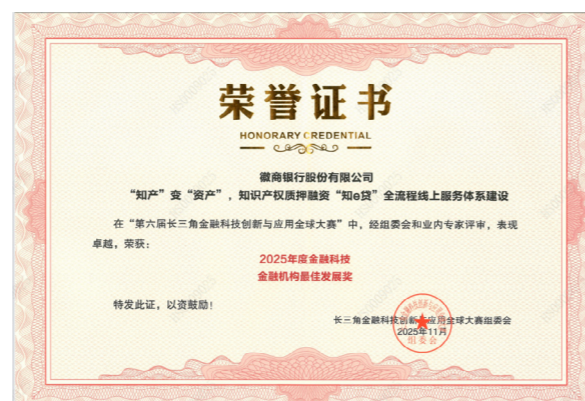 荣誉证书
HONORARY CREDENTIAL
徽商银行股份有限公司
“知产”变“资产”，知识产权质押融资“知e贷”全流程线上服务体系建设
在“第六届长三角金融科技创新与应用全球大赛”中，经组委会和业内专家评审，表现
卓越，荣获：
2025年度金融科技
金融机构最佳发展奖
特发此证，以资鼓励！
长三角金融科技创新与应用全球大赛组委会
2025年11月
组委会